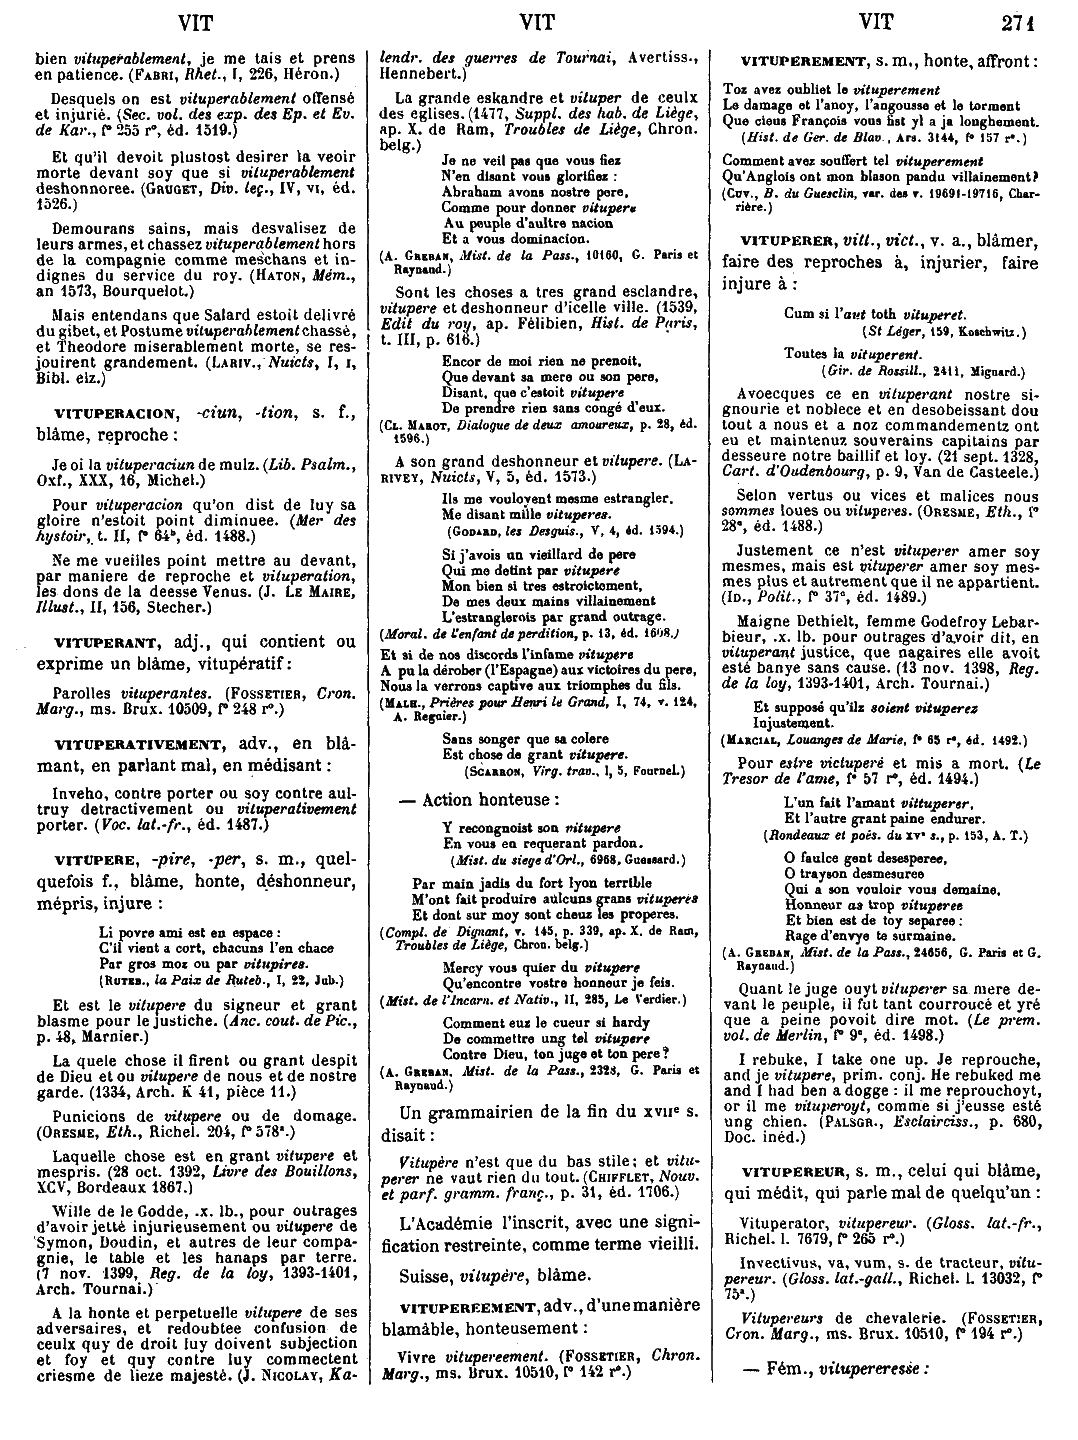 VIT
VIT
VIT
271
bien vituperablement, je me tais et prens
en patience. (FABRI, Rhet., I, 226, Héron.)
Desquels on est vituperablement offensé
et injurié. (Sec. vol. des exp. des Ep. et Ev.
de Kar., fº 255 rº, éd. 1519.)
Et qu'il devoit plustost desirer la veoir
morte devant soy que si vituperablement
deshonnoree. (GRUGET, Div. leç., IV, VI, éd.
1526.)
Demourans sains, mais desvalisez de
leurs armes, et chassez vituperablement hors
de la compagnie comme meschans et in-
dignes du service du roy. (HATON, Mém.,
an 1573, Bourquelot.)
Mais entendans que Salard estoit delivré
du gibet, et Postume vituperablement chassé,
et Theodore miserablement morte, se res-
jouirent grandement. (LARIV., Nuicts, I, I,
Bibl. elz.)
VITUPERACION, -ciun, -tion, s. f.,
blâme, reproche :
Je oi la vituperaciun de mulz. (Lib. Psalm.,
Oxf., XXX, 16, Michel.)
Pour vituperacion qu'on dist de luy sa
gloire n'estoit point diminuee. (Mer des
hystoir., t. II, fº 64ᵇ, éd. 1488.)
Ne me vueilles point mettre au devant,
par maniere de reproche et vituperation,
les dons de la deesse Venus. (J. LE MAIRE,
Illust., II, 156, Stecher.)
VITUPERANT, adj., qui contient ou
exprime un blâme, vitupératif :
Parolles vituperantes. (FOSSETIER, Cron.
Marg., ms. Brux. 10509, fº 248 rº.)
VITUPERATIVEMENT, adv., en blâ-
mant, en parlant mal, en médisant :
Inveho, contre porter ou soy contre aul-
truy detractivement ou vituperativement
porter. (Voc. lat.-fr., éd. 1487.)
VITUPERE, -pire, -per, s. m., quel-
quefois f., blâme, honte, déshonneur,
mépris, injure :
Li povre ami est en espace :
C'il vient a cort, chacuns l'en chace
Par gros moz ou par vitupires.
(RUTEB., la Paix de Ruteb., I, 22, Jub.)
Et est le vitupere du signeur et grant
blasme pour le justiche. (Anc. cout. de Pic.,
p. 48, Marnier.)
La quele chose il firent ou grant despit
de Dieu et ou vitupere de nous et de nostre
garde. (1334, Arch. K 41, pièce 11.)
Punicions de vitupere ou de domage.
(ORESME, Eth., Richel. 204, fº 578ᵃ.)
Laquelle chose est en grant vitupere et
mespris. (28 oct. 1392, Livre des Bouillons,
XCV, Bordeaux 1867.)
Wille de le Godde, .x. lb., pour outrages
d'avoir jetté injurieusement ou vitupere de
Symon, Doudin, et autres de leur compa-
gnie, le table et les hanaps par terre.
(7 nov. 1399, Reg. de la loy, 1393-1401,
Arch. Tournai.)
A la honte et perpetuelle vitupere de ses
adversaires, et redoubtee confusion de
ceulx quy de droit luy doivent subjection
et foy et quy contre luy commectent
criesme de lieze majesté. (J. NICOLAY, Ka-
lendr. des guerres de Tournai, Avertiss.,
Hennebert.)
La grande eskandre et vituper de ceulx
des eglises. (1477, Suppl. des hab. de Liège,
ap. X. de Ram, Troubles de Liège, Chron.
belg.)
Je ne veil pas que vous fiez
N'en disant vous glorifiez :
Abraham avons nostre pere,
Comme pour donner vitupere
Au peuple d'aultre nacion
Et a vous dominacion.
(A. GREBAN, Mist. de la Pass., 10160, G. Paris et
Raynaud.)
Sont les choses a tres grand esclandre,
vitupere et deshonneur d'icelle ville. (1539,
Edit du roy, ap. Félibien, Hist. de Paris,
t. III, p. 616.)
Encor de moi rien ne prenoit,
Que devant sa mere ou son pere,
Disant, que c'estoit vitupere
De prendre rien sans congé d'eux.
(CL. MAROT, Dialogue de deux amoureux, p. 28, éd.
1596.)
A son grand deshonneur et vitupere. (LA-
RIVEY, Nuicts, V, 5, éd. 1573.)
Ils me vouloyent mesme estrangler.
Me disant mille vituperes.
(GODARD, les Desguis., V, 4, éd. 1594.)
Si j'avois un vieillard de pere
Qui me detint par vitupere
Mon bien si tres estroictement,
De mes deux mains villainement
L'estranglerois par grand outrage.
(Moral. de l'enfant de perdition, p. 13, éd. 1608.)
Et si de nos discords l'infame vitupere
A pu la dérober (l'Espagne) aux victoires du pere,
Nous la verrons captive aux triomphes du fils.
(MALH., Prières pour Henri le Grand, I, 74, v. 124,
A. Regnier.)
Sans songer que sa colere
Est chose de grant vitupere.
(SCARRON, Virg. trav., I, 5, Fournel.)
— Action honteuse :
Y recongnoist son vitupere
En vous en requerant pardon.
(Mist. du siege d'Orl., 6968, Guessard.)
Par main jadis du fort lyon terrible
M'ont fait produire aulcuns grans vituperes
Et dont sur moy sont cheuz les properes.
(Compl. de Dignant, v. 145, p. 339, ap. X. de Ram,
Troubles de Liège, Chron. belg.)
Mercy vous quier du vitupere
Qu'encontre vostre honneur je feis.
(Mist. de l'Incarn. et Nativ., II, 285, Le Verdier.)
Comment euz le cueur si hardy
De commettre ung tel vitupere
Contre Dieu, ton juge et ton pere ?
(A. GREBAN, Mist. de la Pass., 2328, G. Paris et
Raynaud.)
Un grammairien de la fin du XVIIᵉ s.
disait :
Vitupère n'est que du bas stile ; et vitu-
perer ne vaut rien du tout. (CHIFFLET, Nouv.
et parf. gramm. franç., p. 31, éd. 1706.)
L'Académie l'inscrit, avec une signi-
fication restreinte, comme terme vieilli.
Suisse, vitupère, blâme.
VITUPEREEMENT, adv., d'une manière
blamâble, honteusement :
Vivre vitupereement. (FOSSETIER, Chron.
Marg., ms. Brux. 10510, fº 142 rº.)
VITUPEREMENT, s. m., honte, affront :
Toz avez oubliet le vituperement
Le damage et l'anoy, l'angousse et le torment
Que cleus François vous fist yl a ja longhement.
(Hist. de Ger. de Blav., Ars. 3144, fº 157 rº.)
Comment avez souffert tel vituperement
Qu'Anglois ont mon blason pandu villainement?
(CUV., B. du Guesclin, var. des v. 19691-19716, Char-
rière.)
VITUPERER, vitt., vict., v. a., blâmer,
faire des reproches à, injurier, faire
injure à :
Cum si l'aut toth vituperet.
(St Léger, 159, Koschwitz.)
Toutes la vituperent.
(Gir. de Rossill., 2411, Mignard.)
Avoecques ce en vituperant nostre si-
gnourie et noblece et en desobeissant dou
tout a nous et a noz commandementz ont
eu et maintenuz souverains capitains par
desseure notre baillif et loy. (21 sept. 1328,
Cart. d'Oudenbourg, p. 9, Van de Casteele.)
Selon vertus ou vices et malices nous
sommes loues ou vituperes. (ORESME, Eth., fº
28ᵃ, éd. 1488.)
Justement ce n'est vituperer amer soy
mesmes, mais est vituperer amer soy mes-
mes plus et autrement que il ne appartient.
(ID., Polit., fº 37ᶜ, éd. 1489.)
Maigne Dethielt, femme Godefroy Lebar-
bieur, .x. lb. pour outrages d'avoir dit, en
vituperant justice, que nagaires elle avoit
esté banye sans cause. (13 nov. 1398, Reg.
de la loy, 1393-1401, Arch. Tournai.)
Et supposé qu'ilz soient vituperez
Injustement.
(MARCIAL, Louanges de Marie, fº 65 rº, éd. 1492.)
Pour estre victuperé et mis a mort. (Le
Tresor de l'ame, fº 57 rº, éd. 1494.)
L'un fait l'amant vittuperer,
Et l'autre grant paine endurer.
(Rondeaux et poés. du XVᵉ s., p. 153, A. T.)
O faulce gent desesperee,
O trayson desmesuree
Qui a son vouloir vous demaine,
Honneur as trop vituperee
Et bien est de toy separee :
Rage d'envye te surmaine.
(A. GREBAN, Mist. de la Pass., 24656, G. Paris et G.
Raynaud.)
Quant le juge ouyt vituperer sa mere de-
vant le peuple, il fut tant courroucé et yré
que a peine povoit dire mot. (Le prem.
vol. de Merlin, fº 9ᵉ, éd. 1498.)
I rebuke, I take one up. Je reprouche,
and je vitupere, prim. conj. He rebuked me
and I had ben a dogge : il me reprouchoyt,
or il me vituperoyt, comme si j'eusse esté
ung chien. (PALSGR., Esclairciss., p. 680,
Doc. inéd.)
VITUPEREUR, s. m., celui qui blâme,
qui médit, qui parle mal de quelqu'un :
Vituperator, vitupereur. (Gloss. lat.-fr.,
Richel. l. 7679, fº 265 rº.)
Invectivus, va, vum, s. de tracteur, vitu-
pereur. (Gloss. lat.-gall., Richel. l. 13032, fº
75ᵃ.)
Vitupereurs de chevalerie. (FOSSETIER,
Cron. Marg., ms. Brux. 10510, fº 194 rº.)
— Fém., vitupereresse :